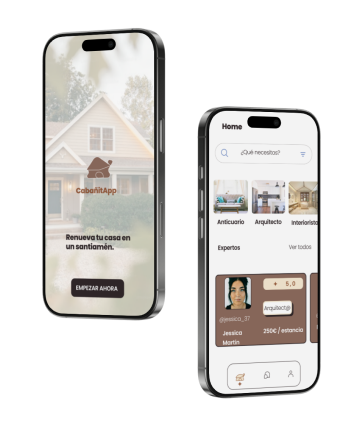 CabañitApp
Renueva tu casa en
un santiamén.
EMPEZAR AHORA
Home
¿Qué necesitas?
Anticuario
Arquitecto
Interiorista
Expertos
Ver todos
+ 5,0
Arquitect@
@jessica_37
Jessica
Martín
250€ / estancia